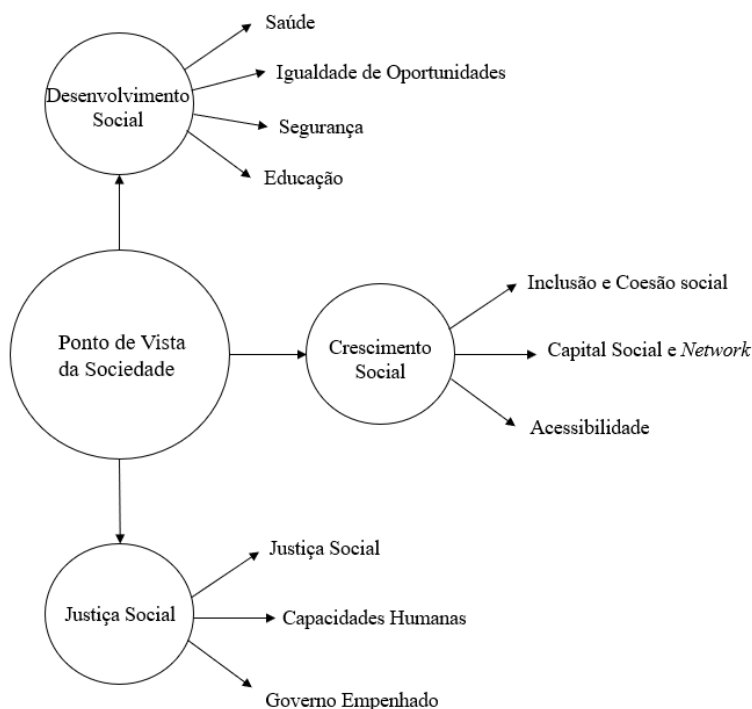 Saúde
Igualdade de Oportunidades
Desenvolvimento
Social
Segurança
Educação
Ponto de Vista
da Sociedade
Inclusão e Coesão social
Crescimento
Social
Capital Social e Network
Acessibilidade
Justiça Social
Justiça Social
Capacidades Humanas
Governo Empenhado